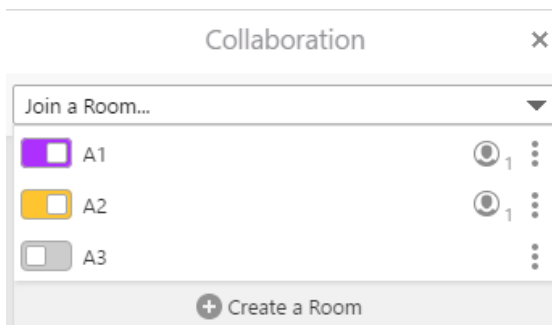 Collaboration
Join a Room...
A1 1
A2 1
A3
Create a Room